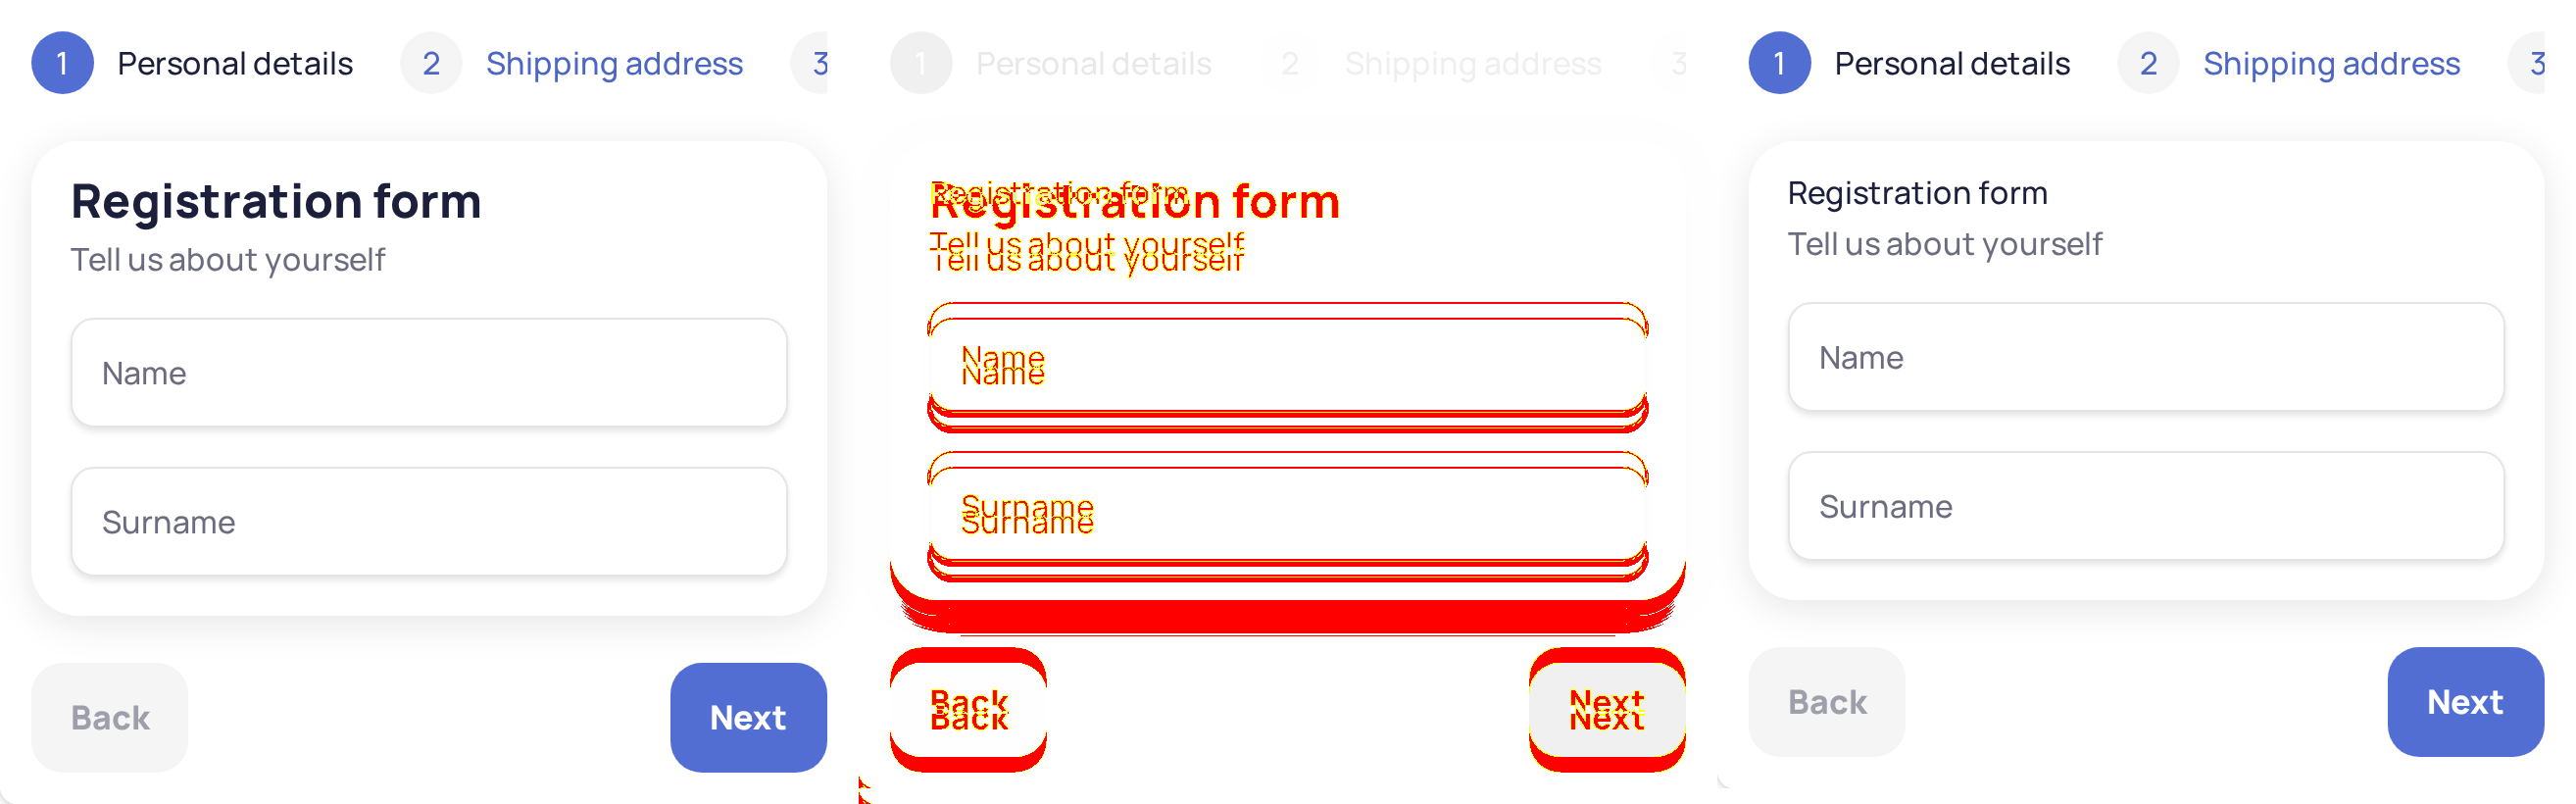 1 Personal details 2 Shipping address 3
Registration form
Tell us about yourself
Name
Surname
Back Next
1 Personal details 2 Shipping address 3
Registration form
Registration form
Tell us about yourself
Tell us about yourself
Name
Name
Surname
Surname
Back Next
Back Next
1 Personal details 2 Shipping address 3
Registration form
Tell us about yourself
Name
Surname
Back Next